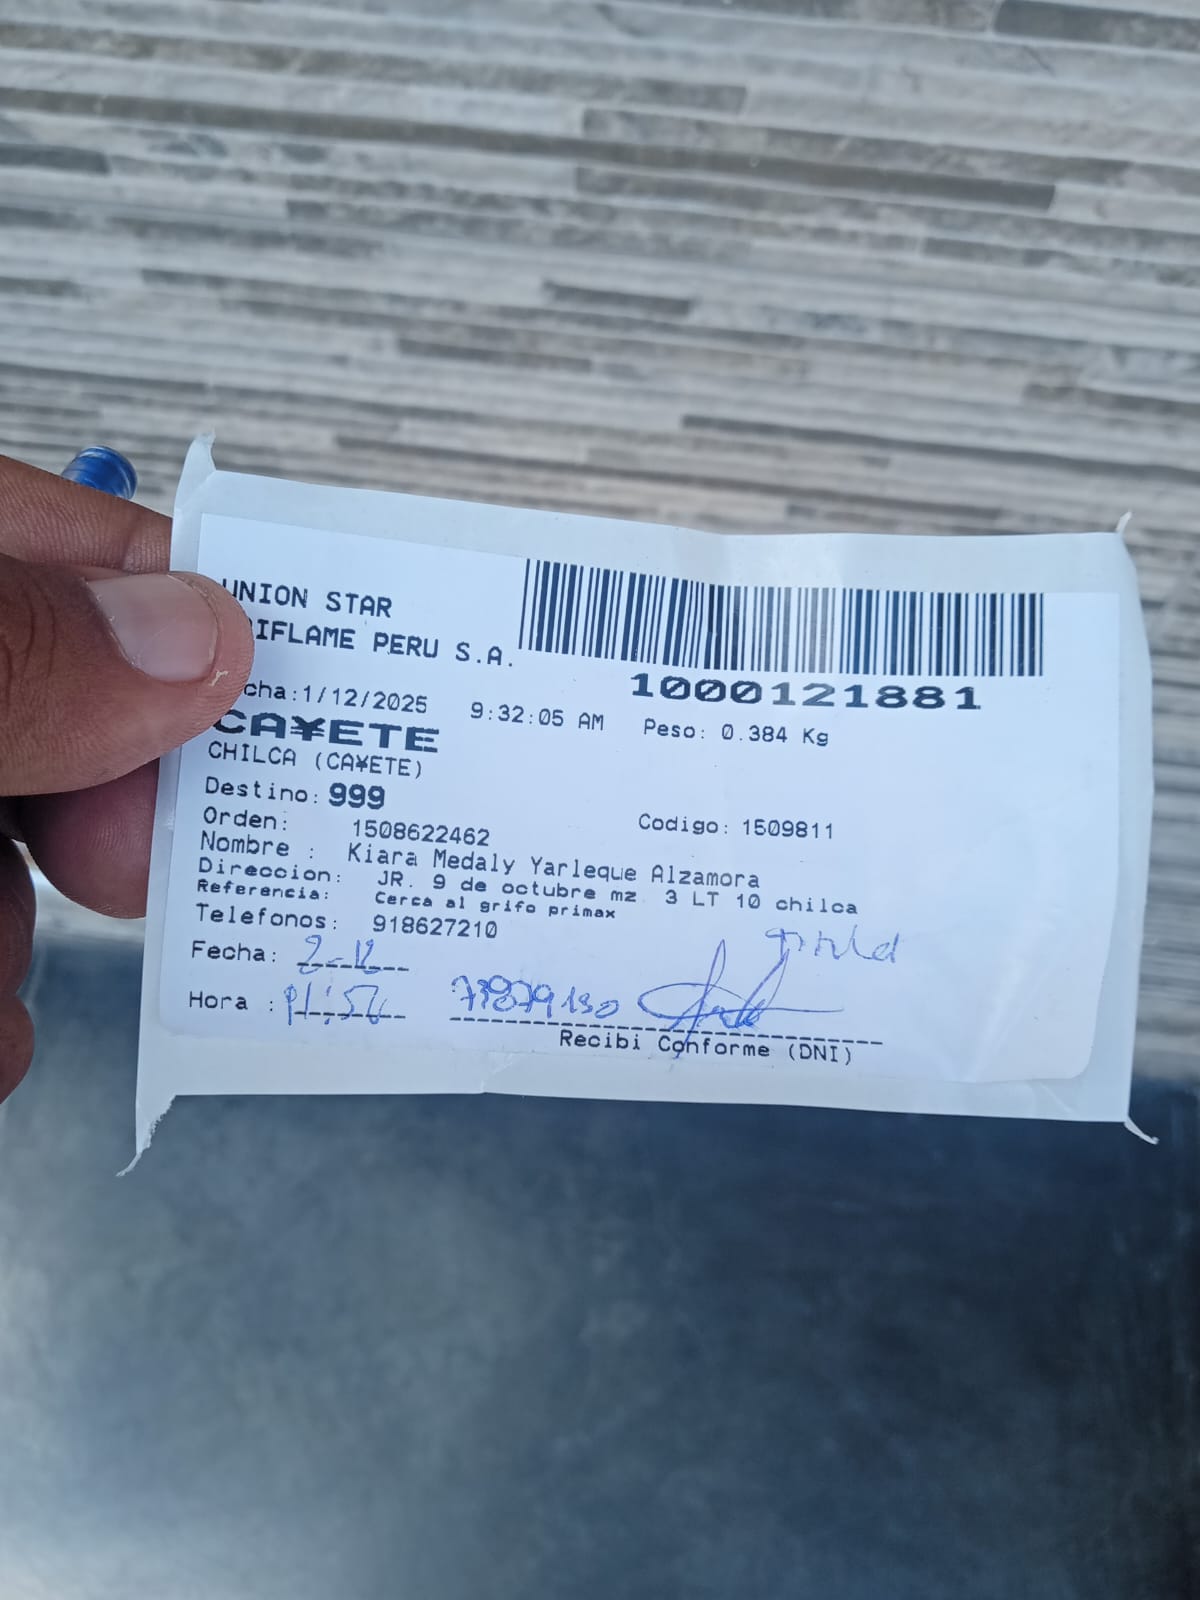 UNION STAR
IFLAME PERU S.A.
1000121881
cha:1/12/2025 9:32:05 AM Peso: 0.384 Kg
CA¥ETE
CHILCA (CA¥ETE)
Destino: 999
Orden: 1508622462 Codigo: 1509811
Nombre : Kiara Medaly Yarleque Alzamora
Direccion: JR. 9 de octubre mz 3 LT 10 chilca
Referencia: Cerca al grifo primax
Telefonos: 918627210
Fecha: 2-12
Hora :
Recibi Conforme (DNI)